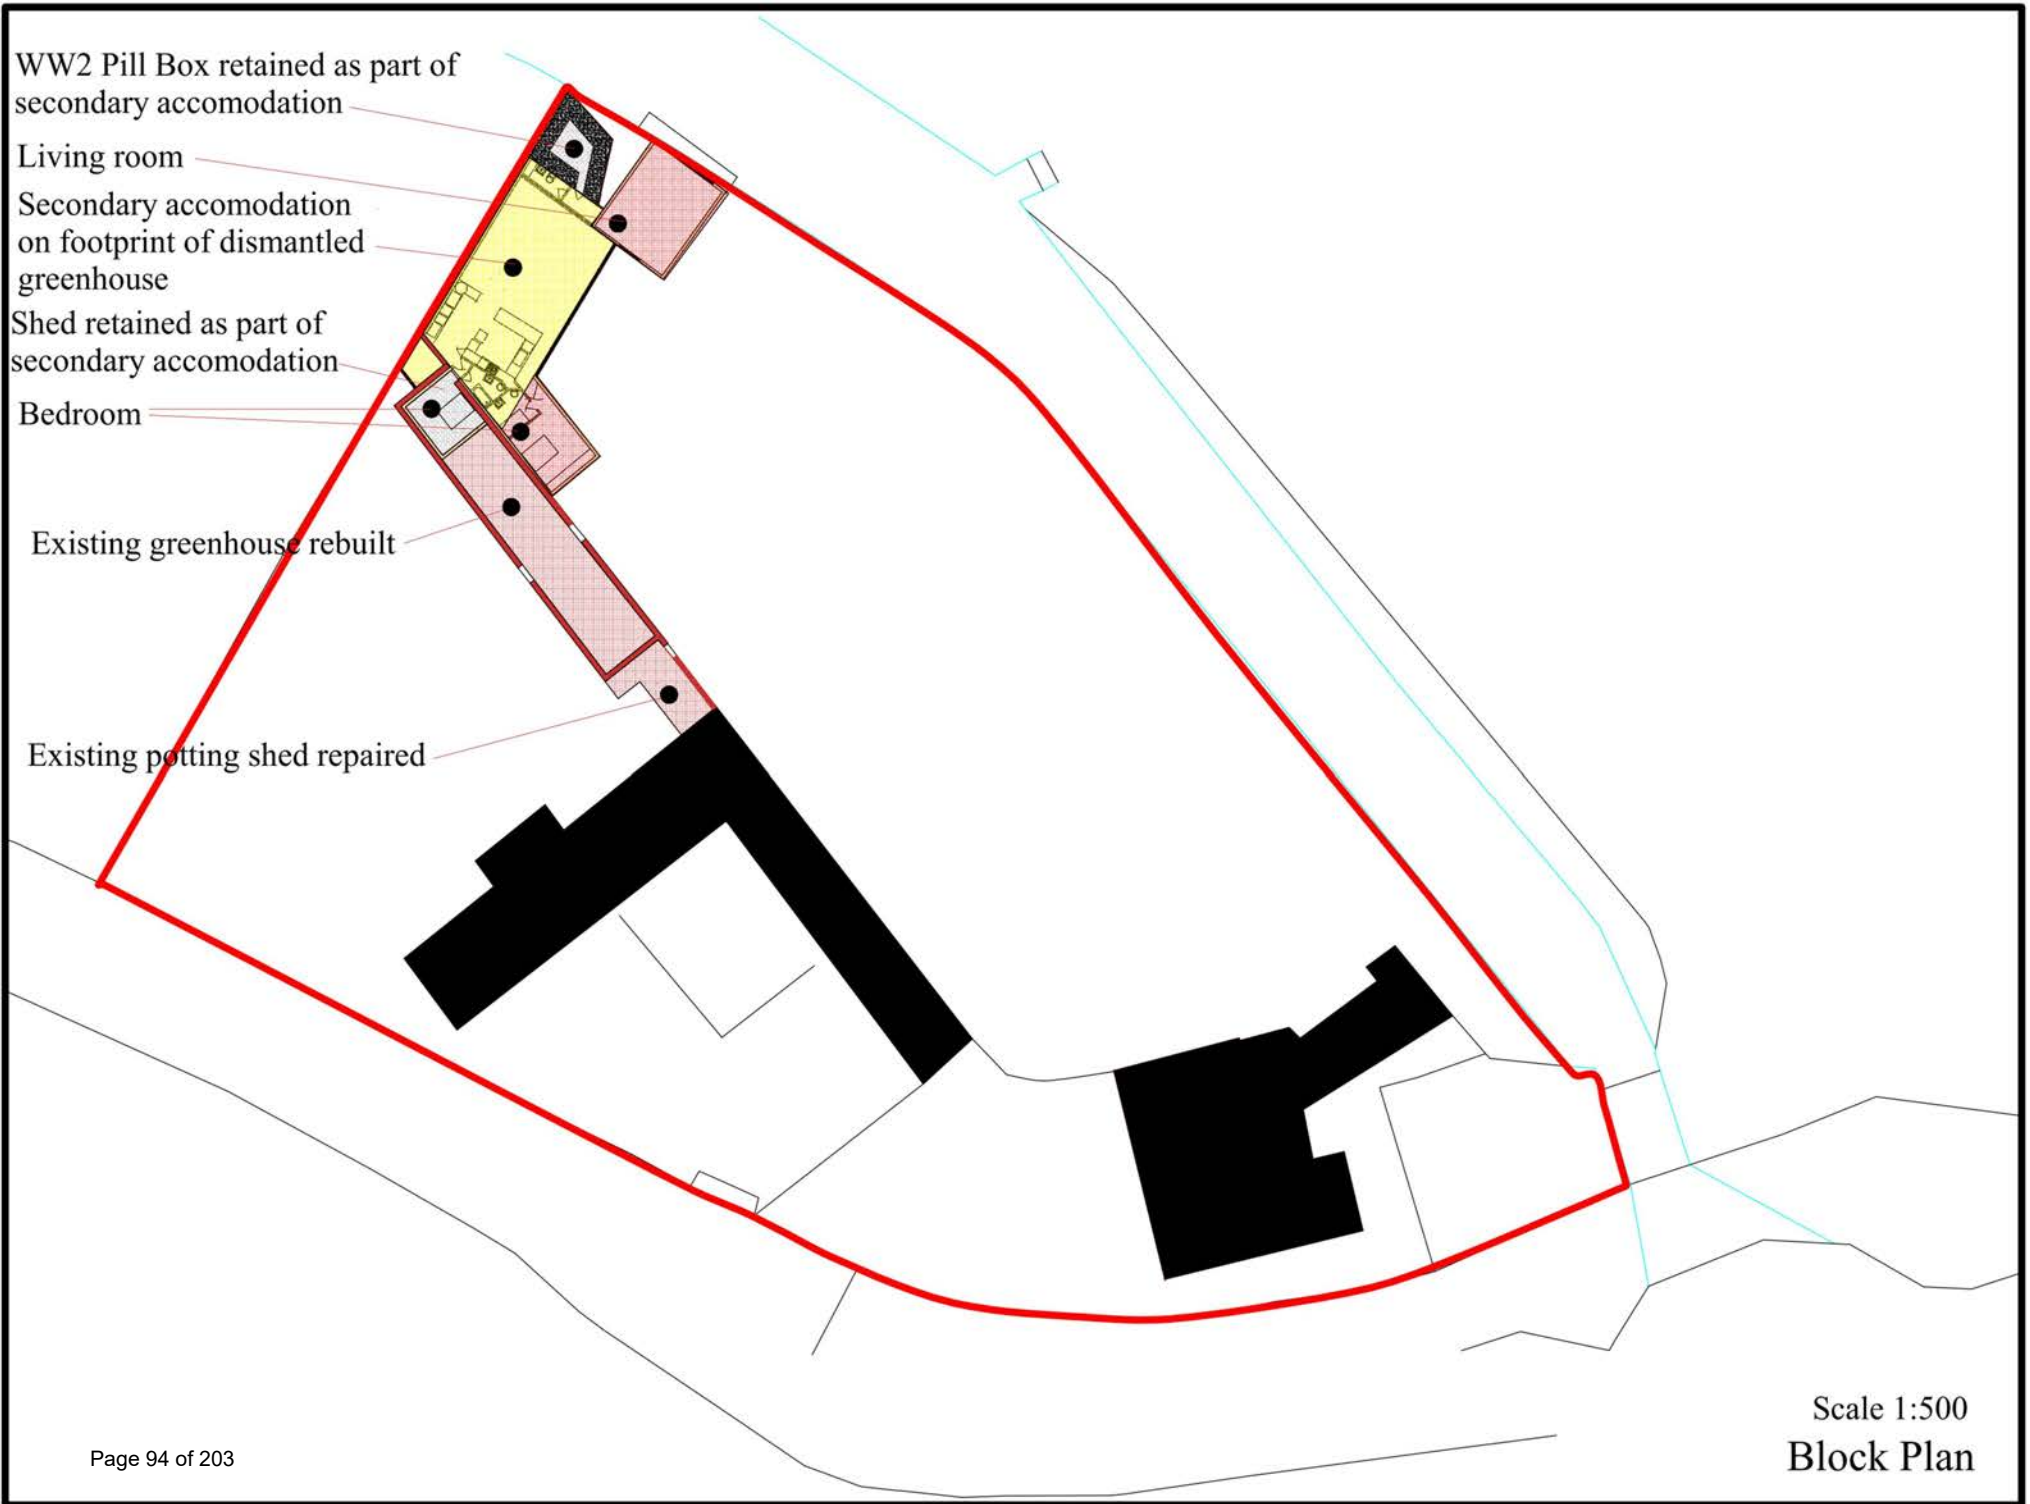 WW2 Pill Box retained as part of
secondary accomodation
Living room
Secondary accomodation
on footprint of dismantled
greenhouse
Shed retained as part of
secondary accomodation
Bedroom
Existing greenhouse rebuilt
Existing potting shed repaired
Scale 1:500
Block Plan
Page 94 of 203